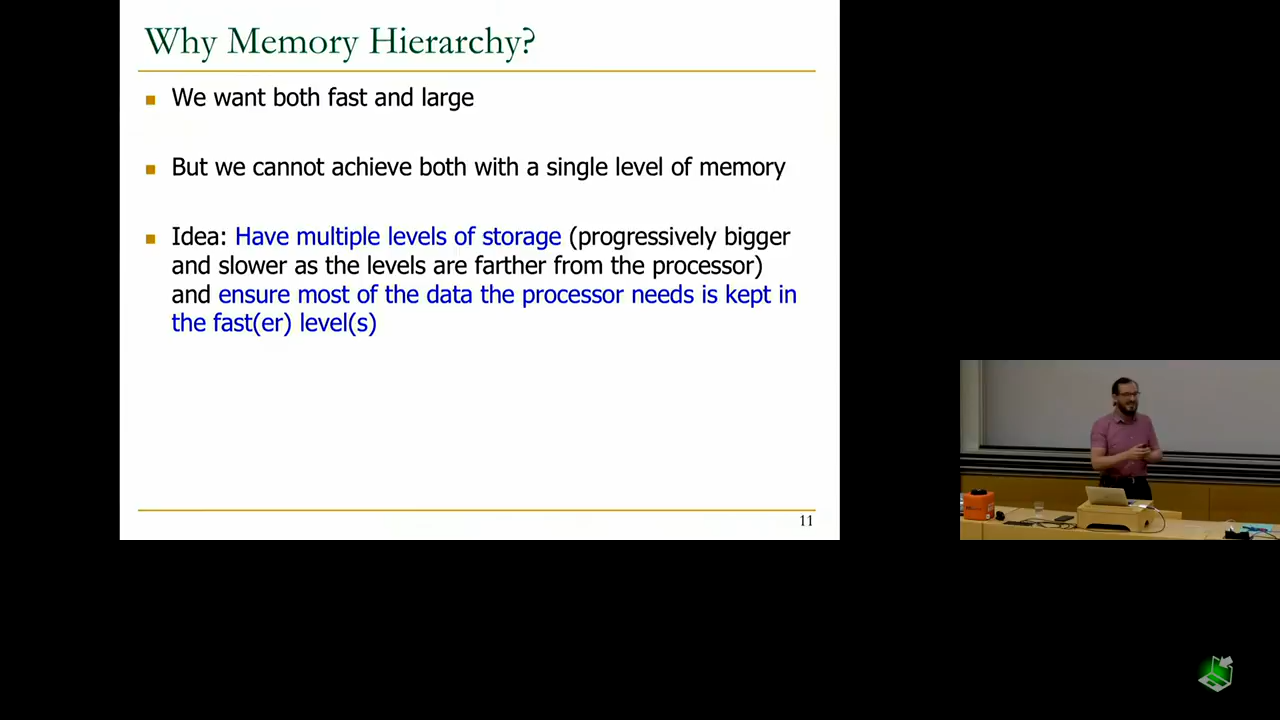 Why Memory Hierarchy?
We want both fast and large
But we cannot achieve both with a single level of memory
Idea: Have multiple levels of storage (progressively bigger
and slower as the levels are farther from the processor)
and ensure most of the data the processor needs is kept in
the fast(er) level(s)
11